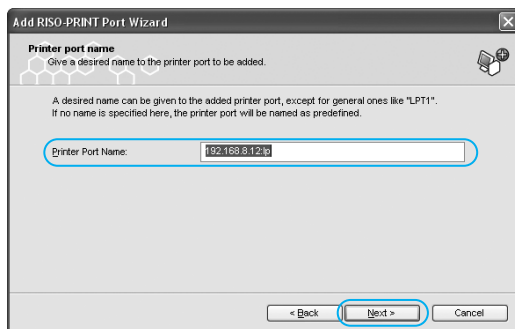 Add RISO-PRINT Port Wizard
Printer port name
Give a desired name to the printer port to be added.
A desired name can be given to the added printer port, except for general ones like "LPT1".
If no name is specified here, the printer port will be named as predefined.
Printer Port Name: 192.168.8.12:lp
< Back Next > Cancel